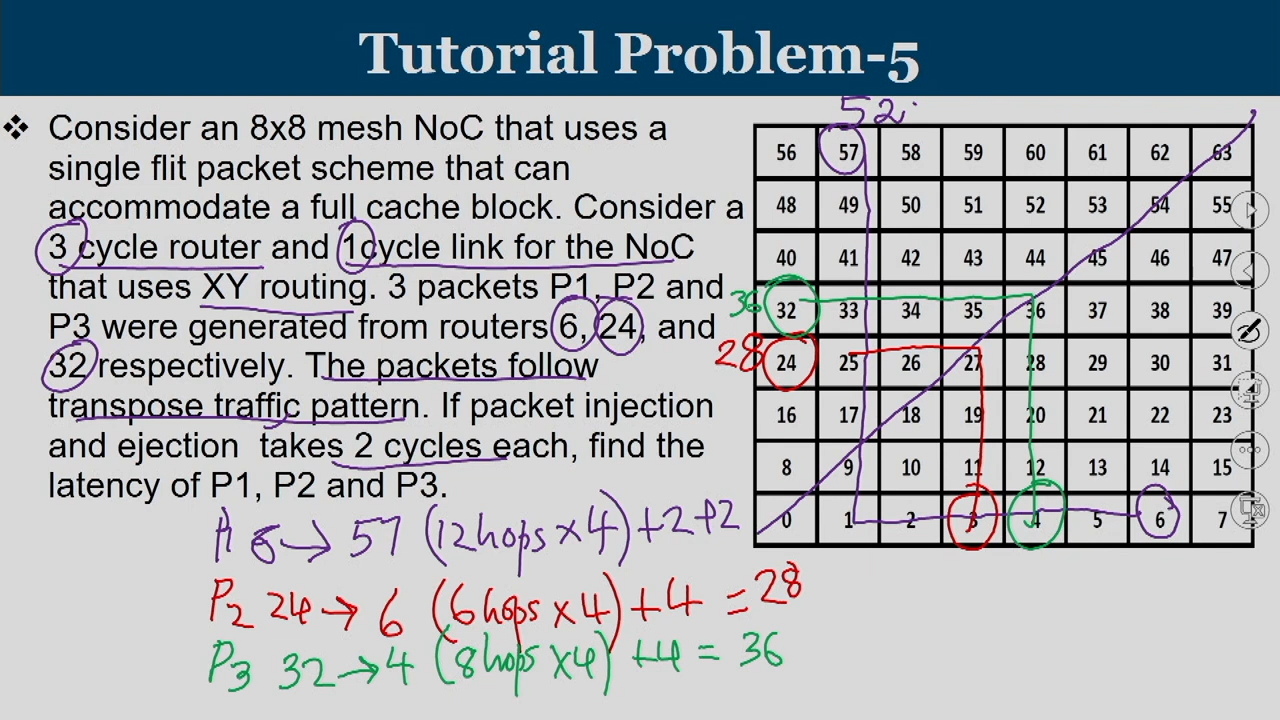 Tutorial Problem-5
❖ Consider an 8x8 mesh NoC that uses a
single flit packet scheme that can
accommodate a full cache block. Consider a
3 cycle router and 1cycle link for the NoC
that uses XY routing. 3 packets P1, P2 and
P3 were generated from routers 6, 24, and
32 respectively. The packets follow
transpose traffic pattern. If packet injection
and ejection takes 2 cycles each, find the
latency of P1, P2 and P3.
52
56 57 58 59 60 61 62 63
48 49 50 51 52 53 54 55
40 41 42 43 44 45 46 47
36 32 33 34 35 36 37 38 39
28 24 25 26 27 28 29 30 31
16 17 18 19 20 21 22 23
8 9 10 11 12 13 14 15
0 1 2 3 4 5 6 7
6 → 57 (12hops x 4) + 2 + 2
P2 24 → 6 (6hops x 4) + 4 = 28
P3 32 → 4 (8hops x 4) + 4 = 36